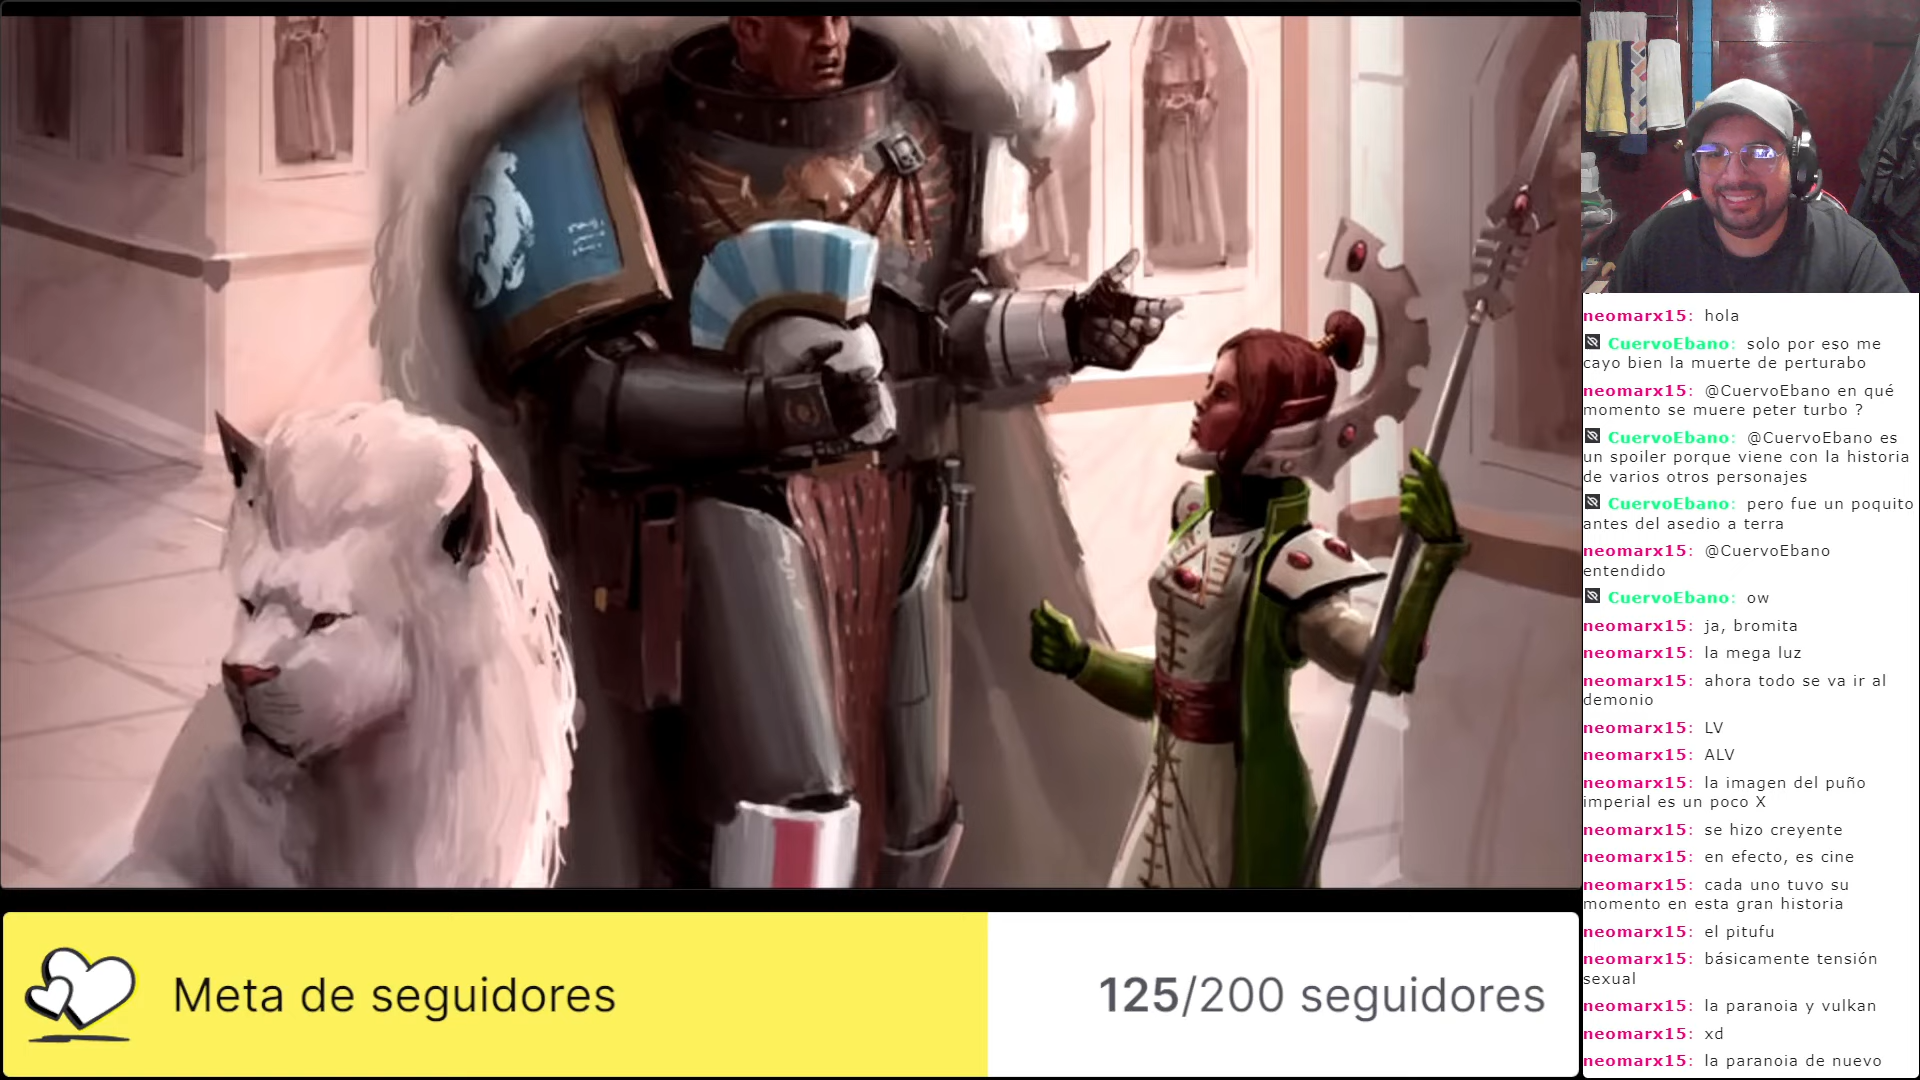 neomarx15: hola
CuervoEbano: solo por eso me
cayo bien la muerte de perturabo
neomarx15: @CuervoEbano en qué
momento se muere peter turbo ?
CuervoEbano: @CuervoEbano es
un spoiler porque viene con la historia
de varios otros personajes
CuervoEbano: pero fue un poquito
antes del asedio a terra
neomarx15: @CuervoEbano
entendido
CuervoEbano: ow
neomarx15: ja, bromita
neomarx15: la mega luz
neomarx15: ahora todo se va ir al
demonio
neomarx15: LV
neomarx15: ALV
neomarx15: la imagen del puño
imperial es un poco X
neomarx15: se hizo creyente
neomarx15: en efecto, es cine
neomarx15: cada uno tuvo su
momento en esta gran historia
neomarx15: el pitufu
neomarx15: básicamente tensión
sexual
neomarx15: la paranoia y vulkan
neomarx15: xd
neomarx15: la paranoia de nuevo
Meta de seguidores
125/200 seguidores